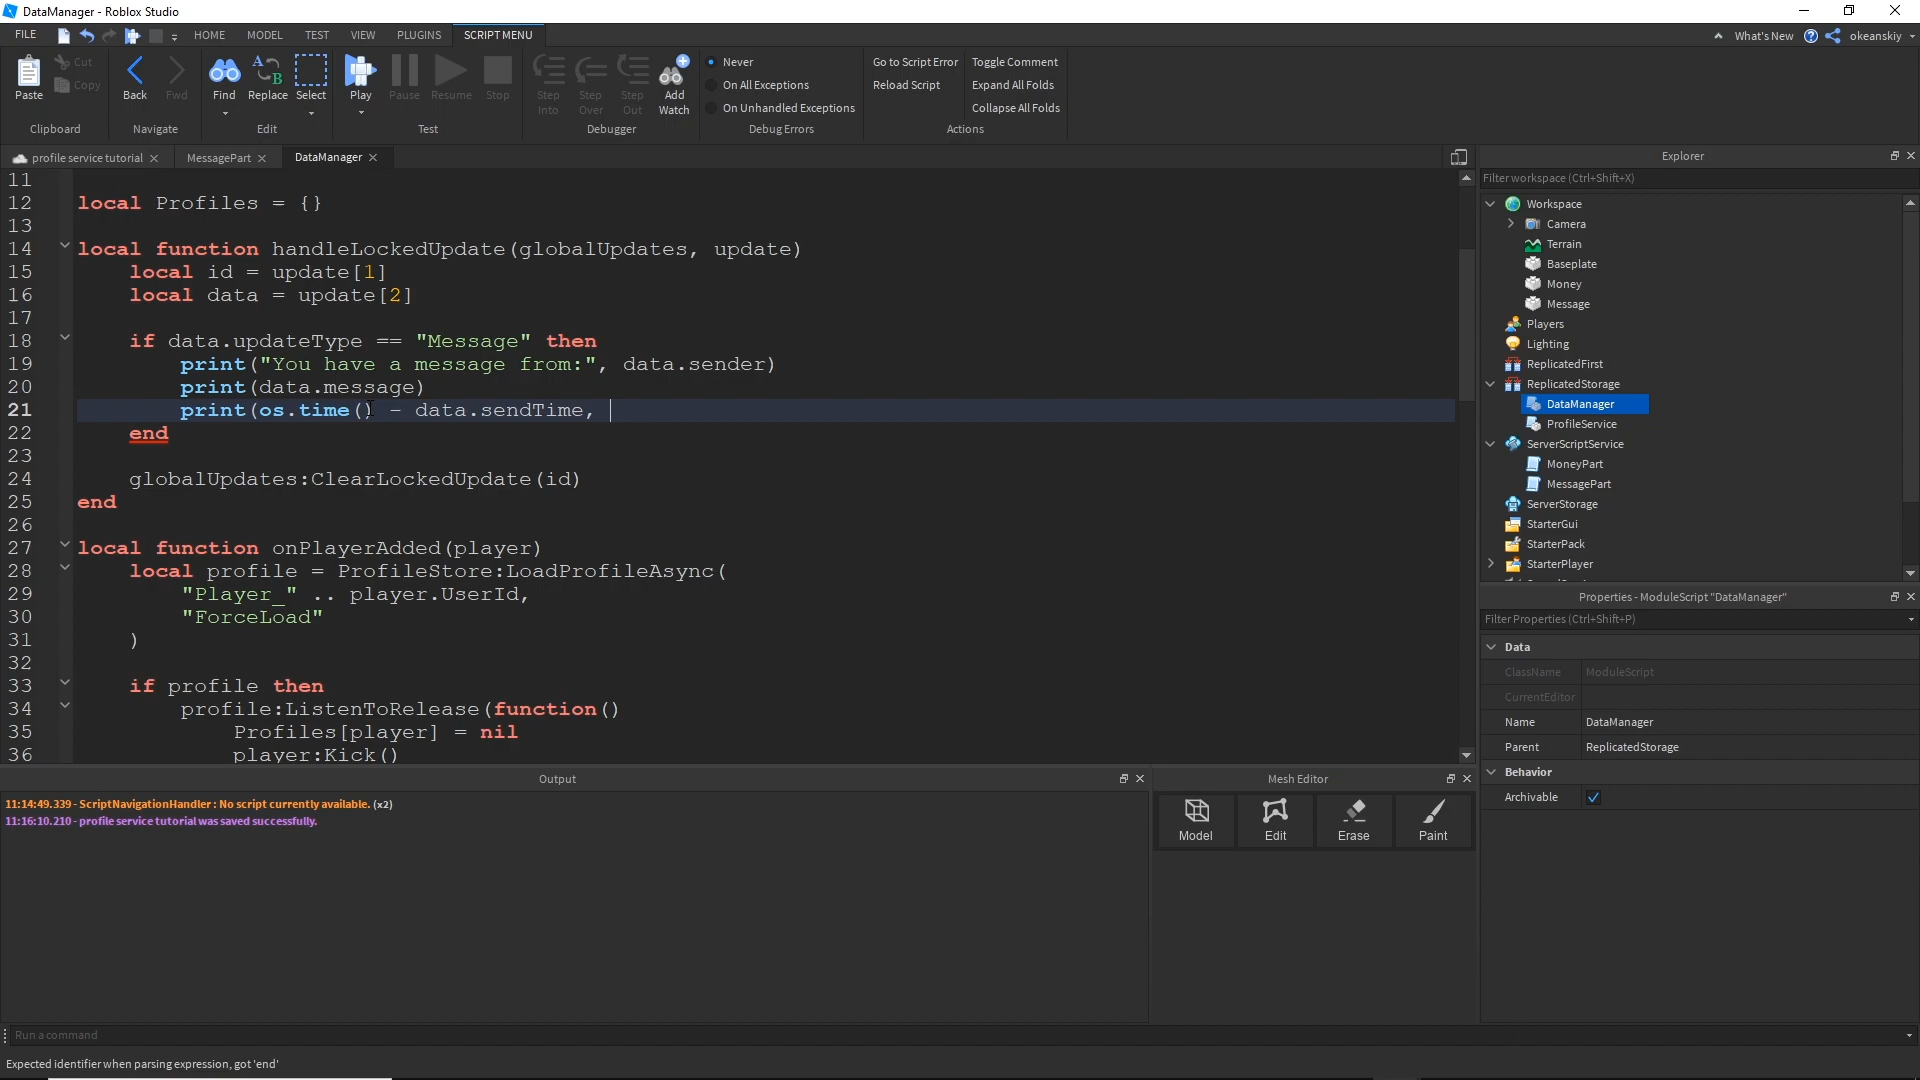 DataManager - Roblox Studio
FILE HOME MODEL TEST VIEW PLUGINS SCRIPT MENU What's New okeanskiy
Paste Cut Copy Clipboard
Back Fwd Navigate
Find Replace Select Edit
Play Pause Resume Stop Test
Step Into Step Over Step Out Add Watch Debugger
Never
On All Exceptions
On Unhandled Exceptions
Debug Errors
Go to Script Error Toggle Comment
Reload Script Expand All Folds
Collapse All Folds
Actions
profile service tutorial MessagePart DataManager
11
12 local Profiles = {}
13
14 local function handleLockedUpdate(globalUpdates, update)
15 local id = update[1]
16 local data = update[2]
17
18 if data.updateType == "Message" then
19 print("You have a message from:", data.sender)
20 print(data.message)
21 print(os.time() - data.sendTime,
22 end
23
24 globalUpdates:ClearLockedUpdate(id)
25 end
26
27 local function onPlayerAdded(player)
28 local profile = ProfileStore:LoadProfileAsync(
29 "Player_" .. player.UserId,
30 "ForceLoad"
31 )
32
33 if profile then
34 profile:ListenToRelease(function()
35 Profiles[player] = nil
36 player:Kick()
Explorer
Filter workspace (Ctrl+Shift+X)
Workspace
Camera
Terrain
Baseplate
Money
Message
Players
Lighting
ReplicatedFirst
ReplicatedStorage
DataManager
ProfileService
ServerScriptService
MoneyPart
MessagePart
ServerStorage
StarterGui
StarterPack
StarterPlayer
Properties - ModuleScript "DataManager"
Filter Properties (Ctrl+Shift+P)
Data
ClassName ModuleScript
CurrentEditor
Name DataManager
Parent ReplicatedStorage
Behavior
Archivable
Output
11:14:49.339 - ScriptNavigationHandler : No script currently available. (x2)
11:16:10.210 - profile service tutorial was saved successfully.
Mesh Editor
Model Edit Erase Paint
Run a command
Expected identifier when parsing expression, got 'end'